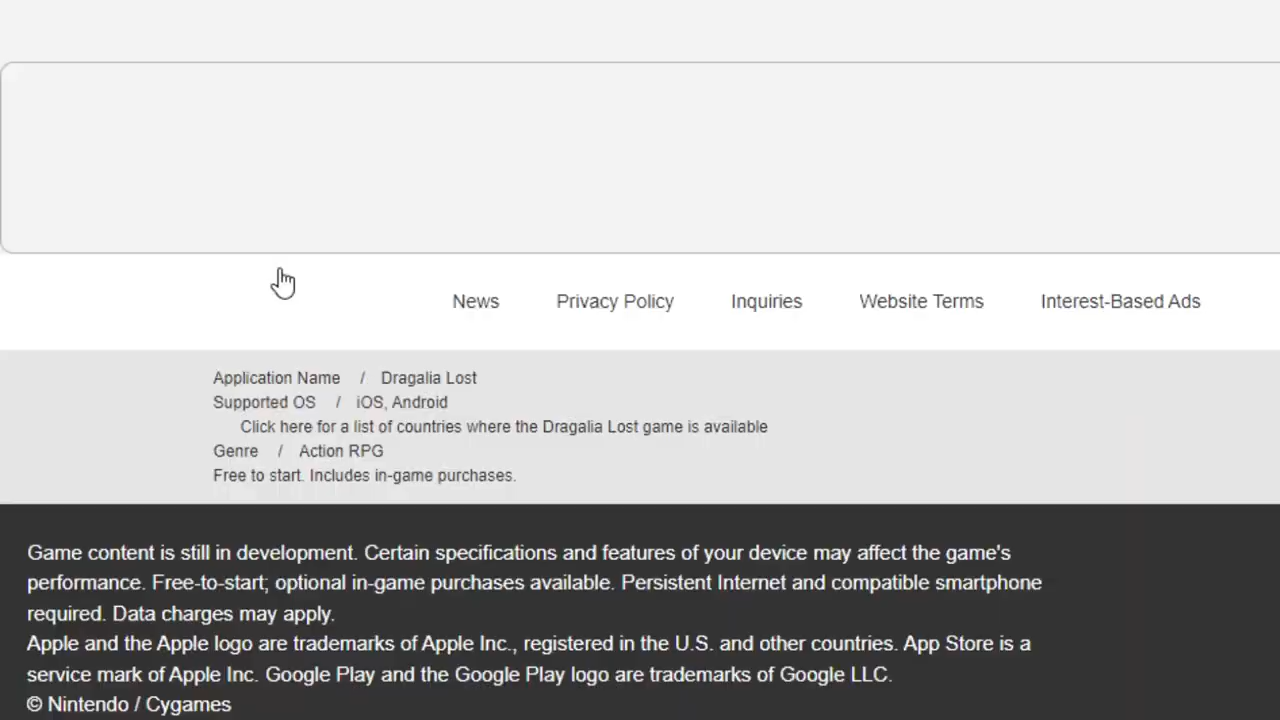 News Privacy Policy Inquiries Website Terms Interest-Based Ads
Application Name / Dragalia Lost
Supported OS / iOS, Android
Click here for a list of countries where the Dragalia Lost game is available
Genre / Action RPG
Free to start. Includes in-game purchases.
Game content is still in development. Certain specifications and features of your device may affect the game's
performance. Free-to-start; optional in-game purchases available. Persistent Internet and compatible smartphone
required. Data charges may apply.
Apple and the Apple logo are trademarks of Apple Inc., registered in the U.S. and other countries. App Store is a
service mark of Apple Inc. Google Play and the Google Play logo are trademarks of Google LLC.
© Nintendo / Cygames